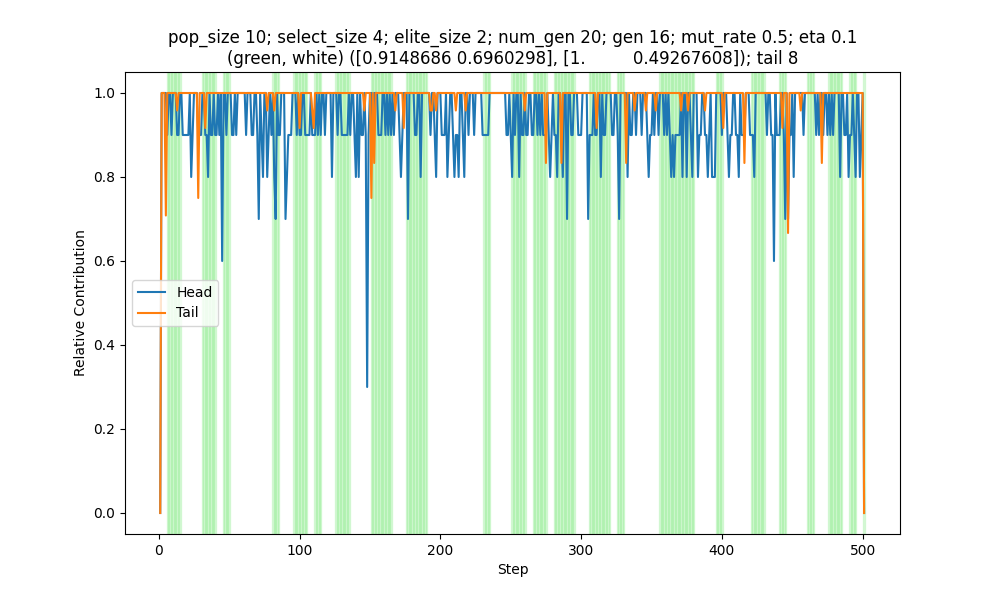 pop_size 10; select_size 4; elite_size 2; num_gen 20; gen 16; mut_rate 0.5; eta 0.1
(green, white) ([0.9148686 0.6960298], [1.         0.49267608]); tail 8
1.0
0.8
0.6
0.4
0.2
0.0
Relative Contribution
Head
Tail
0
100
200
300
400
500
Step